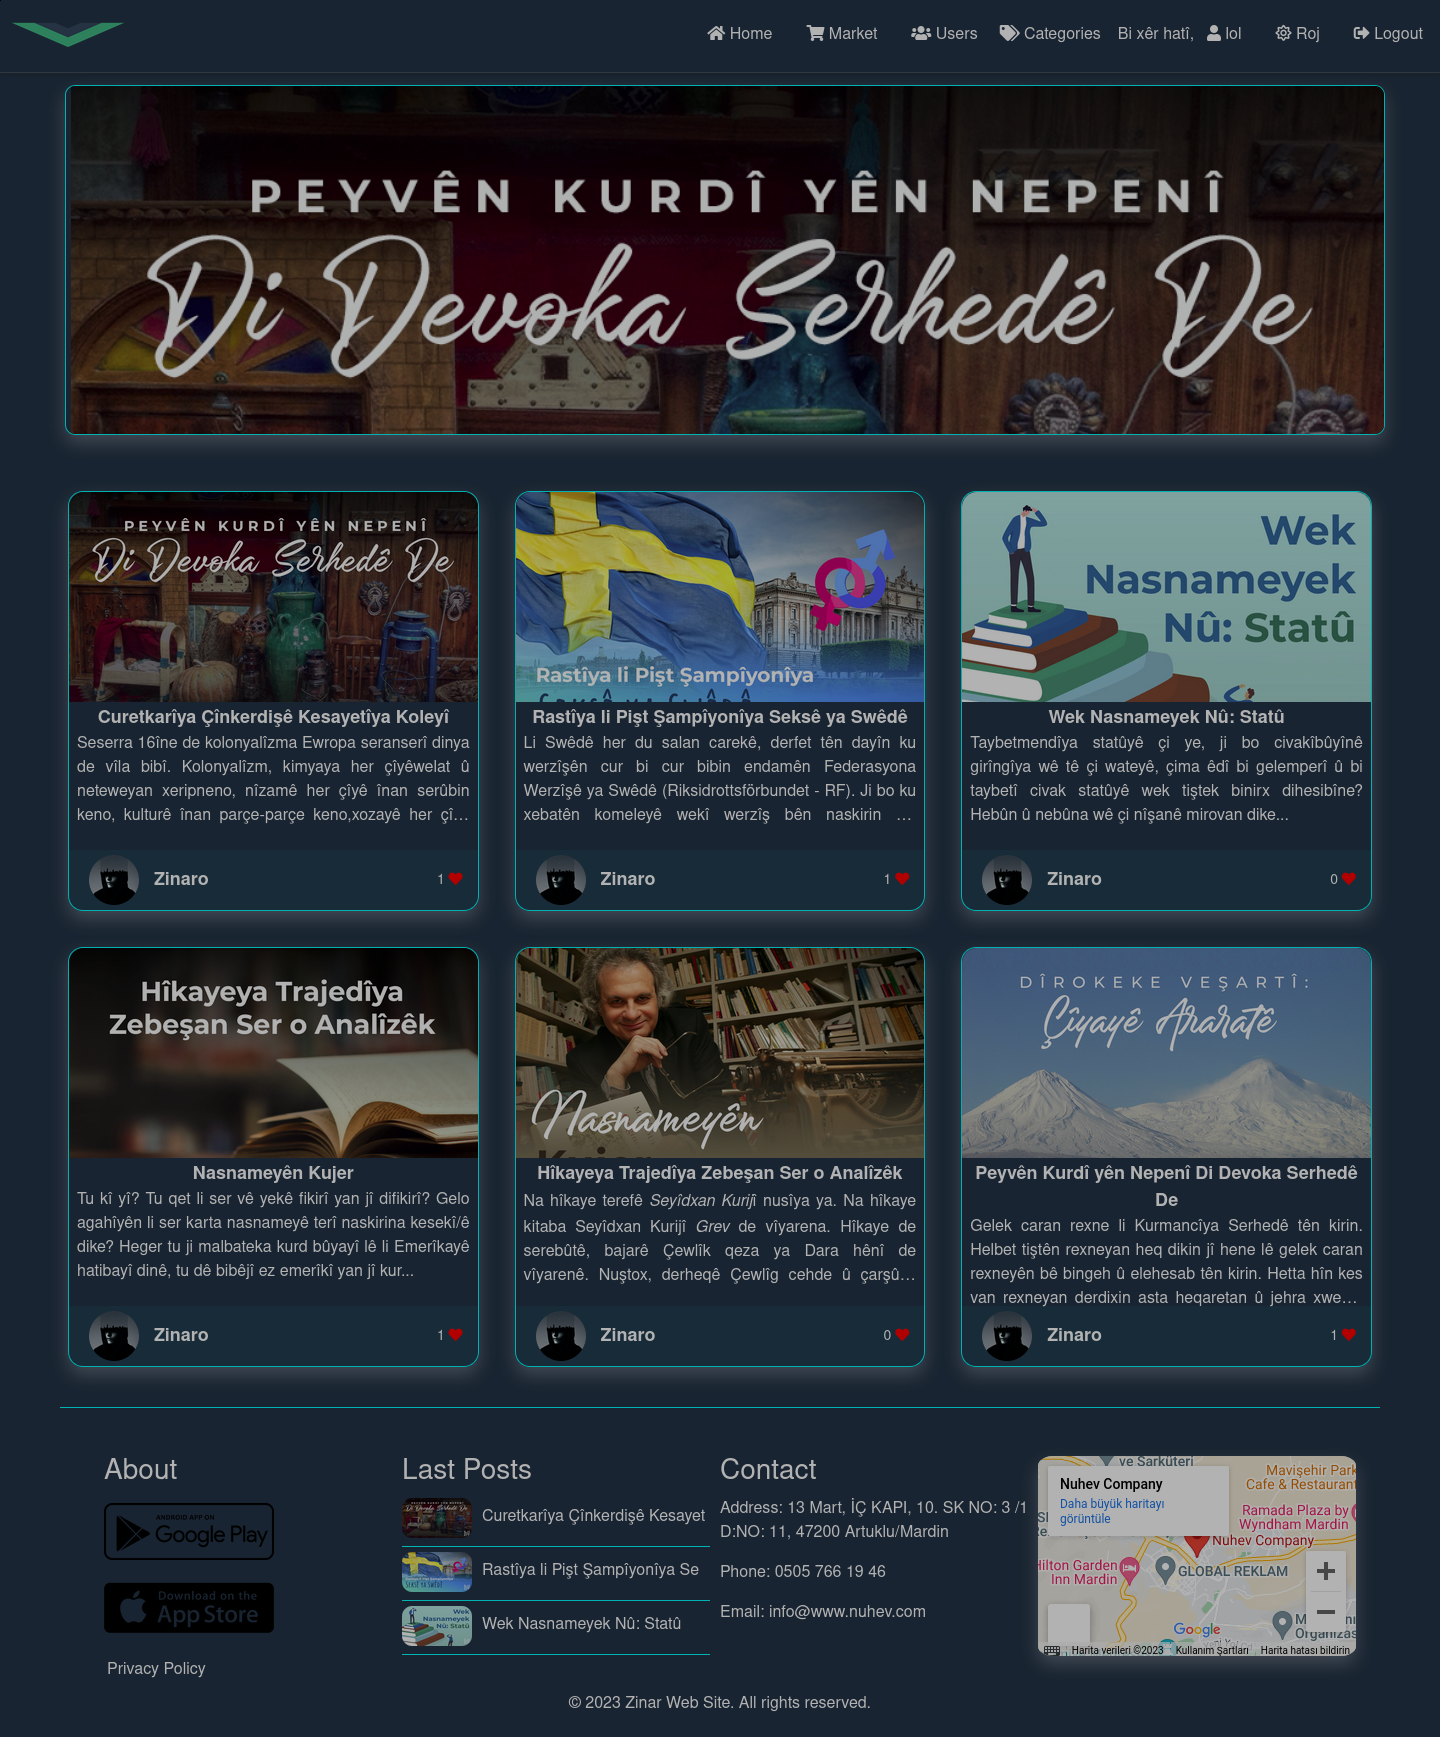 Home Market Users Categories Bi xêr hatî, lol Roj Logout
PEYVÊN KURDÎ YÊN NEPENÎ
Di Devoka Serhedê De
PEYVÊN KURDÎ YÊN NEPENÎ
Di Devoka Serhedê De
Curetkarîya Çînkerdişê Kesayetîya Koleyî
Seserra 16îne de kolonyalîzma Ewropa seranserî dinya
de vîla bibî. Kolonyalîzm, kimyaya her çîyêwelat û
neteweyan xeripneno, nîzamê her çîyê înan serûbin
keno, kulturê înan parçe-parçe keno,xozayê her çî...
Zinaro
1
Rastîya li Pişt Şampîyonîya
Rastîya li Pişt Şampîyonîya Seksê ya Swêdê
Li Swêdê her du salan carekê, derfet tên dayîn ku
werzîşên cur bi cur bibin endamên Federasyona
Werzîşê ya Swêdê (Riksidrottsförbundet - RF). Ji bo ku
xebatên komeleyê wekî werzîş bên naskirin ...
Zinaro
1
Wek
Nasnameyek
Nû: Statû
Wek Nasnameyek Nû: Statû
Taybetmendîya statûyê çi ye, ji bo civakîbûyînê
girîngîya wê tê çi wateyê, çima êdî bi gelemperî û bi
taybetî civak statûyê wek tiştek binirx dihesibîne?
Hebûn û nebûna wê çi nîşanê mirovan dike...
Zinaro
0
Hîkayeya Trajedîya
Zebeşan Ser o Analîzêk
Nasnameyên Kujer
Tu kî yî? Tu qet li ser vê yekê fikirî yan jî difikirî? Gelo
agahîyên li ser karta nasnameyê terî naskirina kesekî/ê
dike? Heger tu ji malbateka kurd bûyayî lê li Emerîkayê
hatibayî dinê, tu dê bibêjî ez emerîkî yan jî kur...
Zinaro
1
Nasnameyên
Kujer
Hîkayeya Trajedîya Zebeşan Ser o Analîzêk
Na hîkaye terefê Seyîdxan Kurijî nusîya ya. Na hîkaye
kitaba Seyîdxan Kurijî Grev de vîyarena. Hîkaye de
serebûtê, bajarê Çewlîk qeza ya Dara hênî de
vîyarenê. Nuştox, derheqê Çewlîg cehde û çarşû...
Zinaro
0
DÎROKEKE VEŞARTÎ:
Çîyayê Araratê
Peyvên Kurdî yên Nepenî Di Devoka Serhedê
De
Gelek caran rexne li Kurmancîya Serhedê tên kirin.
Helbet tiştên rexneyan heq dikin jî hene lê gelek caran
rexneyên bê bingeh û elehesab tên kirin. Hetta hîn kes
van rexneyan derdixin asta heqaretan û jehra xwe...
Zinaro
1
About
ANDROID APP ON
Google Play
Download on the
App Store
Privacy Policy
Last Posts
Curetkarîya Çînkerdişê Kesayet
Rastîya li Pişt Şampîyonîya Se
Wek Nasnameyek Nû: Statû
Contact
Address: 13 Mart, İÇ KAPI, 10. SK NO: 3 /1
D:NO: 11, 47200 Artuklu/Mardin
Phone: 0505 766 19 46
Email: info@www.nuhev.com
ve Şarküteri
Nuhev Company
Daha büyük haritayı
görüntüle
Mavişehir Park
Cafe & Restaurant
Ramada Plaza by
Wyndham Mardin
Nuhev Company
Hilton Garden
Inn Mardin
GLOBAL REKLAM
Google
Harita verileri ©2023 Kullanım Şartları Harita hatası bildirin
© 2023 Zinar Web Site. All rights reserved.